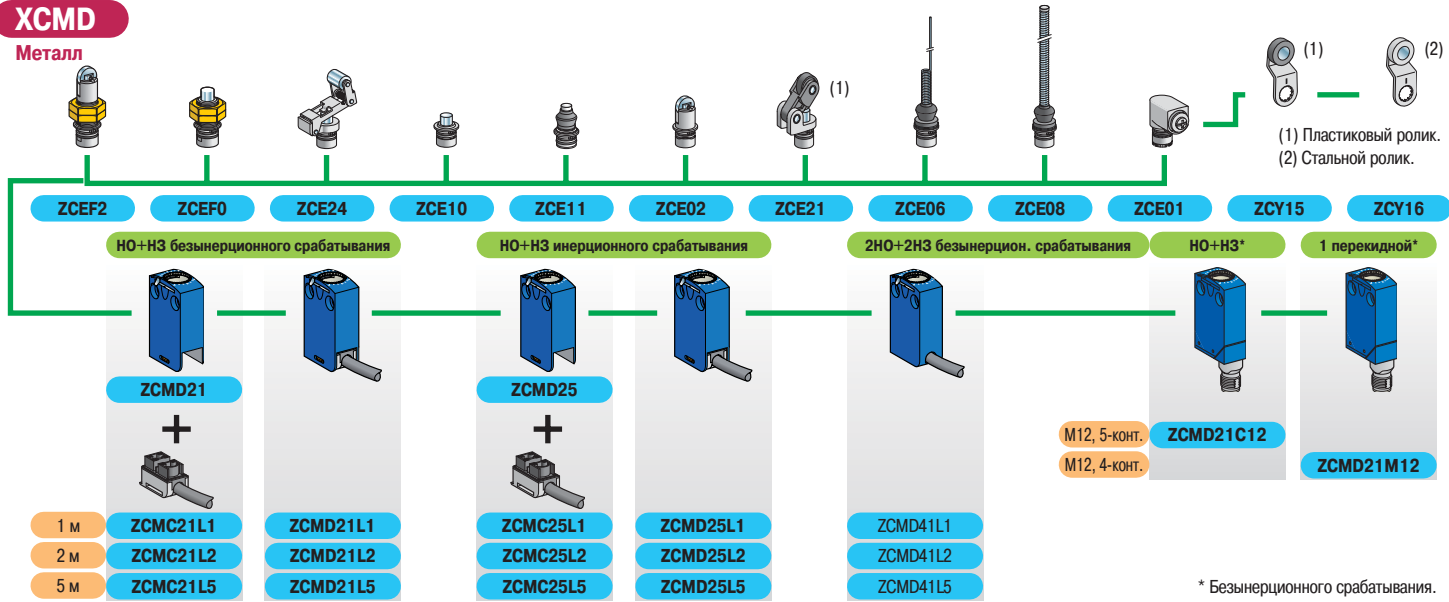 XCMD
Металл
(1)
(1)
(2)
(1) Пластиковый ролик.
(2) Стальной ролик.
ZCEF2 ZCEF0 ZCE24 ZCE10 ZCE11 ZCE02 ZCE21 ZCE06 ZCE08 ZCE01 ZCY15 ZCY16
НО+НЗ безынерционного срабатывания НО+НЗ инерционного срабатывания 2НО+2НЗ безынерцион. срабатывания НО+НЗ* 1 перекидной*
ZCMD21 ZCMD25
+ +
М12, 5-конт. ZCMD21C12
М12, 4-конт. ZCMD21M12
1 м ZCMC21L1 ZCMD21L1 ZCMC25L1 ZCMD25L1 ZCMD41L1
2 м ZCMC21L2 ZCMD21L2 ZCMC25L2 ZCMD25L2 ZCMD41L2
5 м ZCMC21L5 ZCMD21L5 ZCMC25L5 ZCMD25L5 ZCMD41L5
* Безынерционного срабатывания.